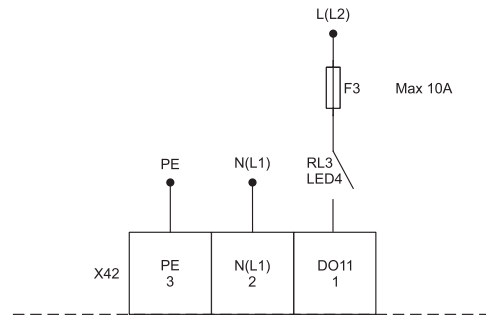 L(L2)
F3
Max 10A
RL3
LED4
PE
N(L1)
X42
PE
3
N(L1)
2
DO11
1